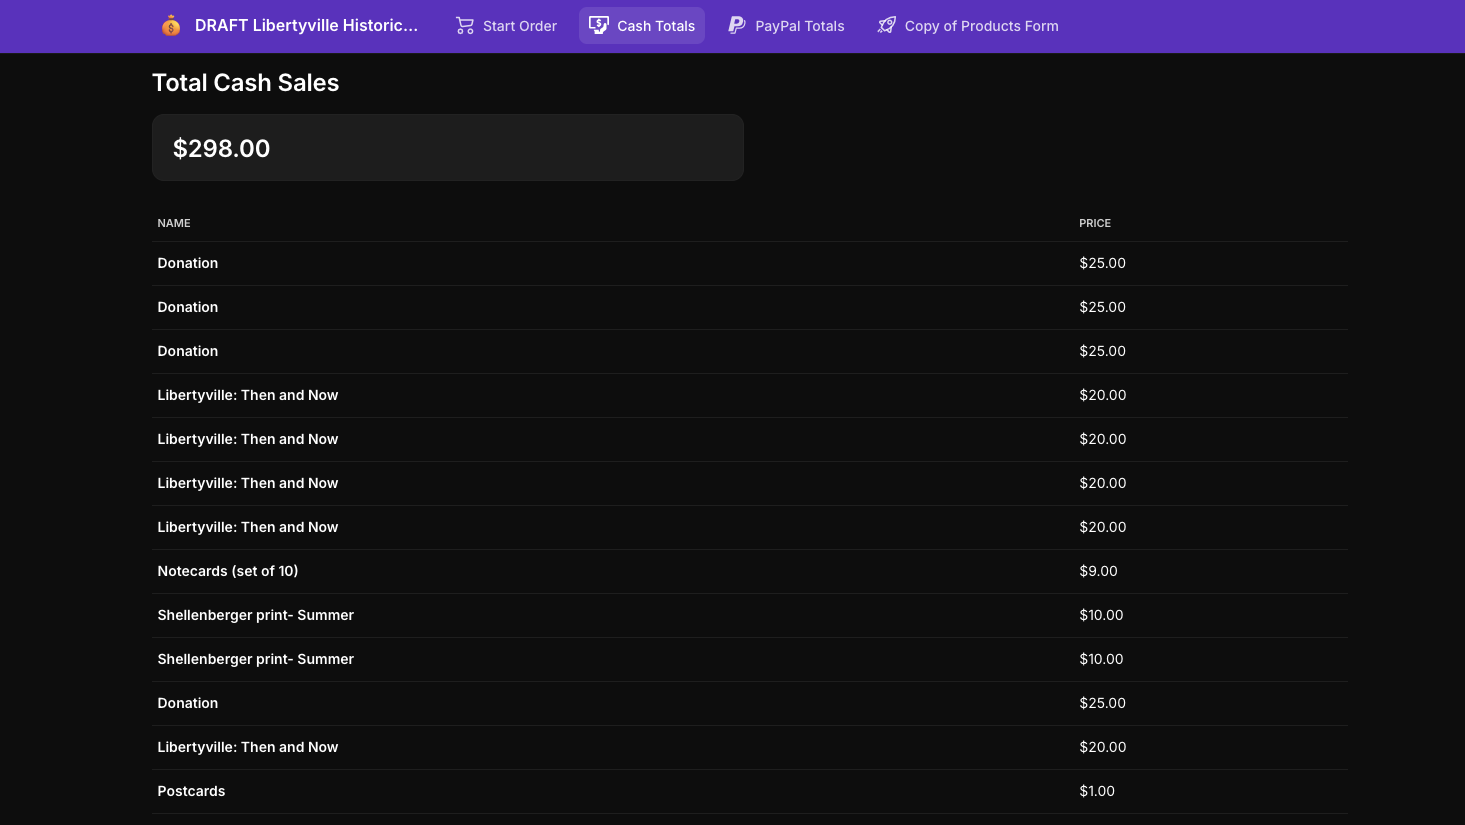 DRAFT Libertyville Historic...
Start Order
Cash Totals
PayPal Totals
Copy of Products Form
Total Cash Sales
$298.00
NAME PRICE
Donation $25.00
Donation $25.00
Donation $25.00
Libertyville: Then and Now $20.00
Libertyville: Then and Now $20.00
Libertyville: Then and Now $20.00
Libertyville: Then and Now $20.00
Notecards (set of 10) $9.00
Shellenberger print- Summer $10.00
Shellenberger print- Summer $10.00
Donation $25.00
Libertyville: Then and Now $20.00
Postcards $1.00